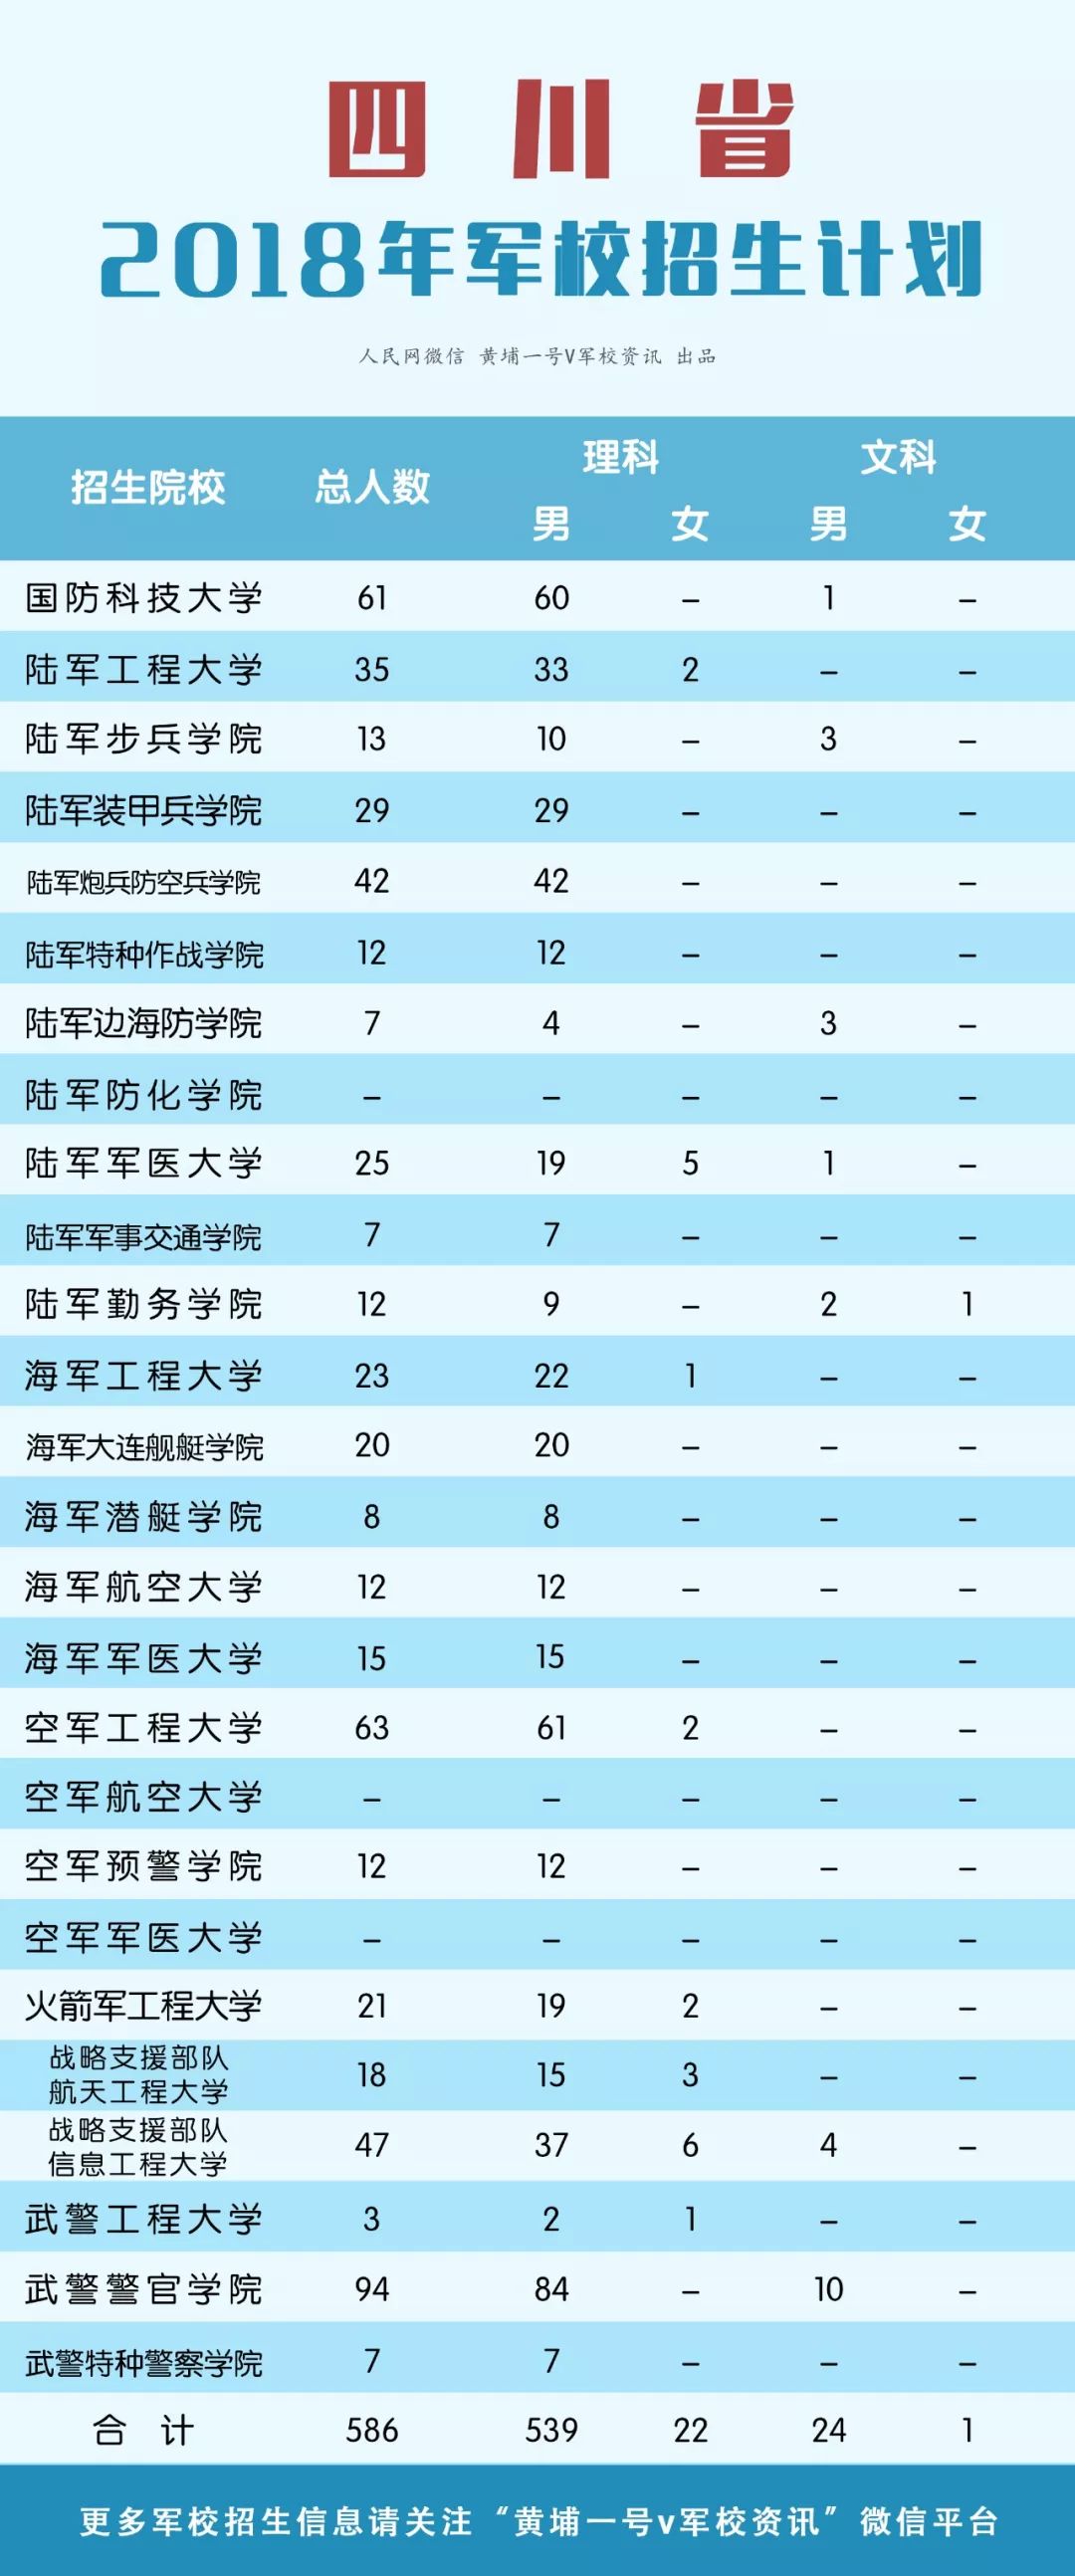 四川省
2018年军校招生计划
人民网微信 黄埔一号V军校资讯 出品
招生院校 总人数 理科 文科
男 女 男 女
国防科技大学 61 60 – 1 –
陆军工程大学 35 33 2 – –
陆军步兵学院 13 10 – 3 –
陆军装甲兵学院 29 29 – – –
陆军炮兵防空兵学院 42 42 – – –
陆军特种作战学院 12 12 – – –
陆军边海防学院 7 4 – 3 –
陆军防化学院 – – – – –
陆军军医大学 25 19 5 1 –
陆军军事交通学院 7 7 – – –
陆军勤务学院 12 9 – 2 1
海军工程大学 23 22 1 – –
海军大连舰艇学院 20 20 – – –
海军潜艇学院 8 8 – – –
海军航空大学 12 12 – – –
海军军医大学 15 15 – – –
空军工程大学 63 61 2 – –
空军航空大学 – – – – –
空军预警学院 12 12 – – –
空军军医大学 – – – – –
火箭军工程大学 21 19 2 – –
战略支援部队
航天工程大学 18 15 3 – –
战略支援部队
信息工程大学 47 37 6 4 –
武警工程大学 3 2 1 – –
武警警官学院 94 84 – 10 –
武警特种警察学院 7 7 – – –
合 计 586 539 22 24 1
更多军校招生信息请关注“黄埔一号v军校资讯”微信平台